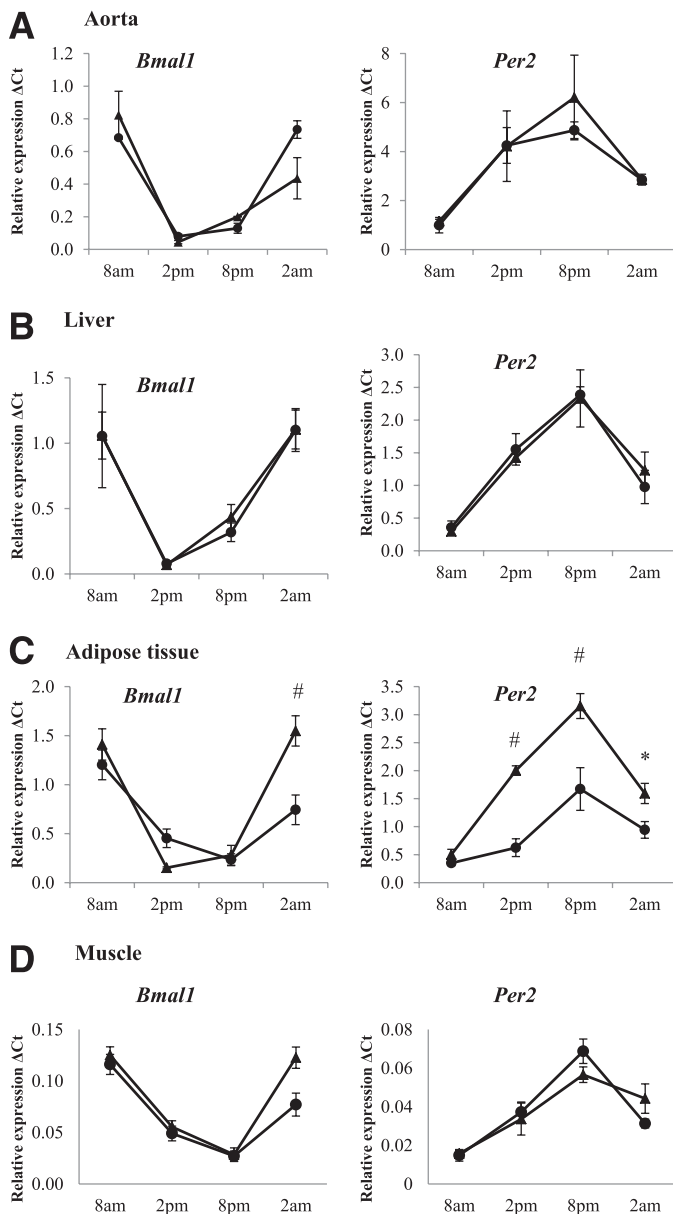 A Aorta
Bmal1
Per2
Relative expression ΔCt
1.2
1.0
0.8
0.6
0.4
0.2
0.0
8am 2pm 8pm 2am
Relative expression ΔCt
8
6
4
2
0
8am 2pm 8pm 2am
B Liver
Bmal1
Per2
Relative expression ΔCt
1.5
1.0
0.5
0.0
8am 2pm 8pm 2am
Relative expression ΔCt
3.0
2.5
2.0
1.5
1.0
0.5
0.0
8am 2pm 8pm 2am
C Adipose tissue
Bmal1
#
Per2
#
#
*
Relative expression ΔCt
2.0
1.5
1.0
0.5
0.0
8am 2pm 8pm 2am
Relative expression ΔCt
3.5
3.0
2.5
2.0
1.5
1.0
0.5
0.0
8am 2pm 8pm 2am
D Muscle
Bmal1
Per2
Relative expression ΔCt
0.15
0.10
0.05
0.00
8am 2pm 8pm 2am
Relative expression ΔCt
0.08
0.06
0.04
0.02
0
8am 2pm 8pm 2am